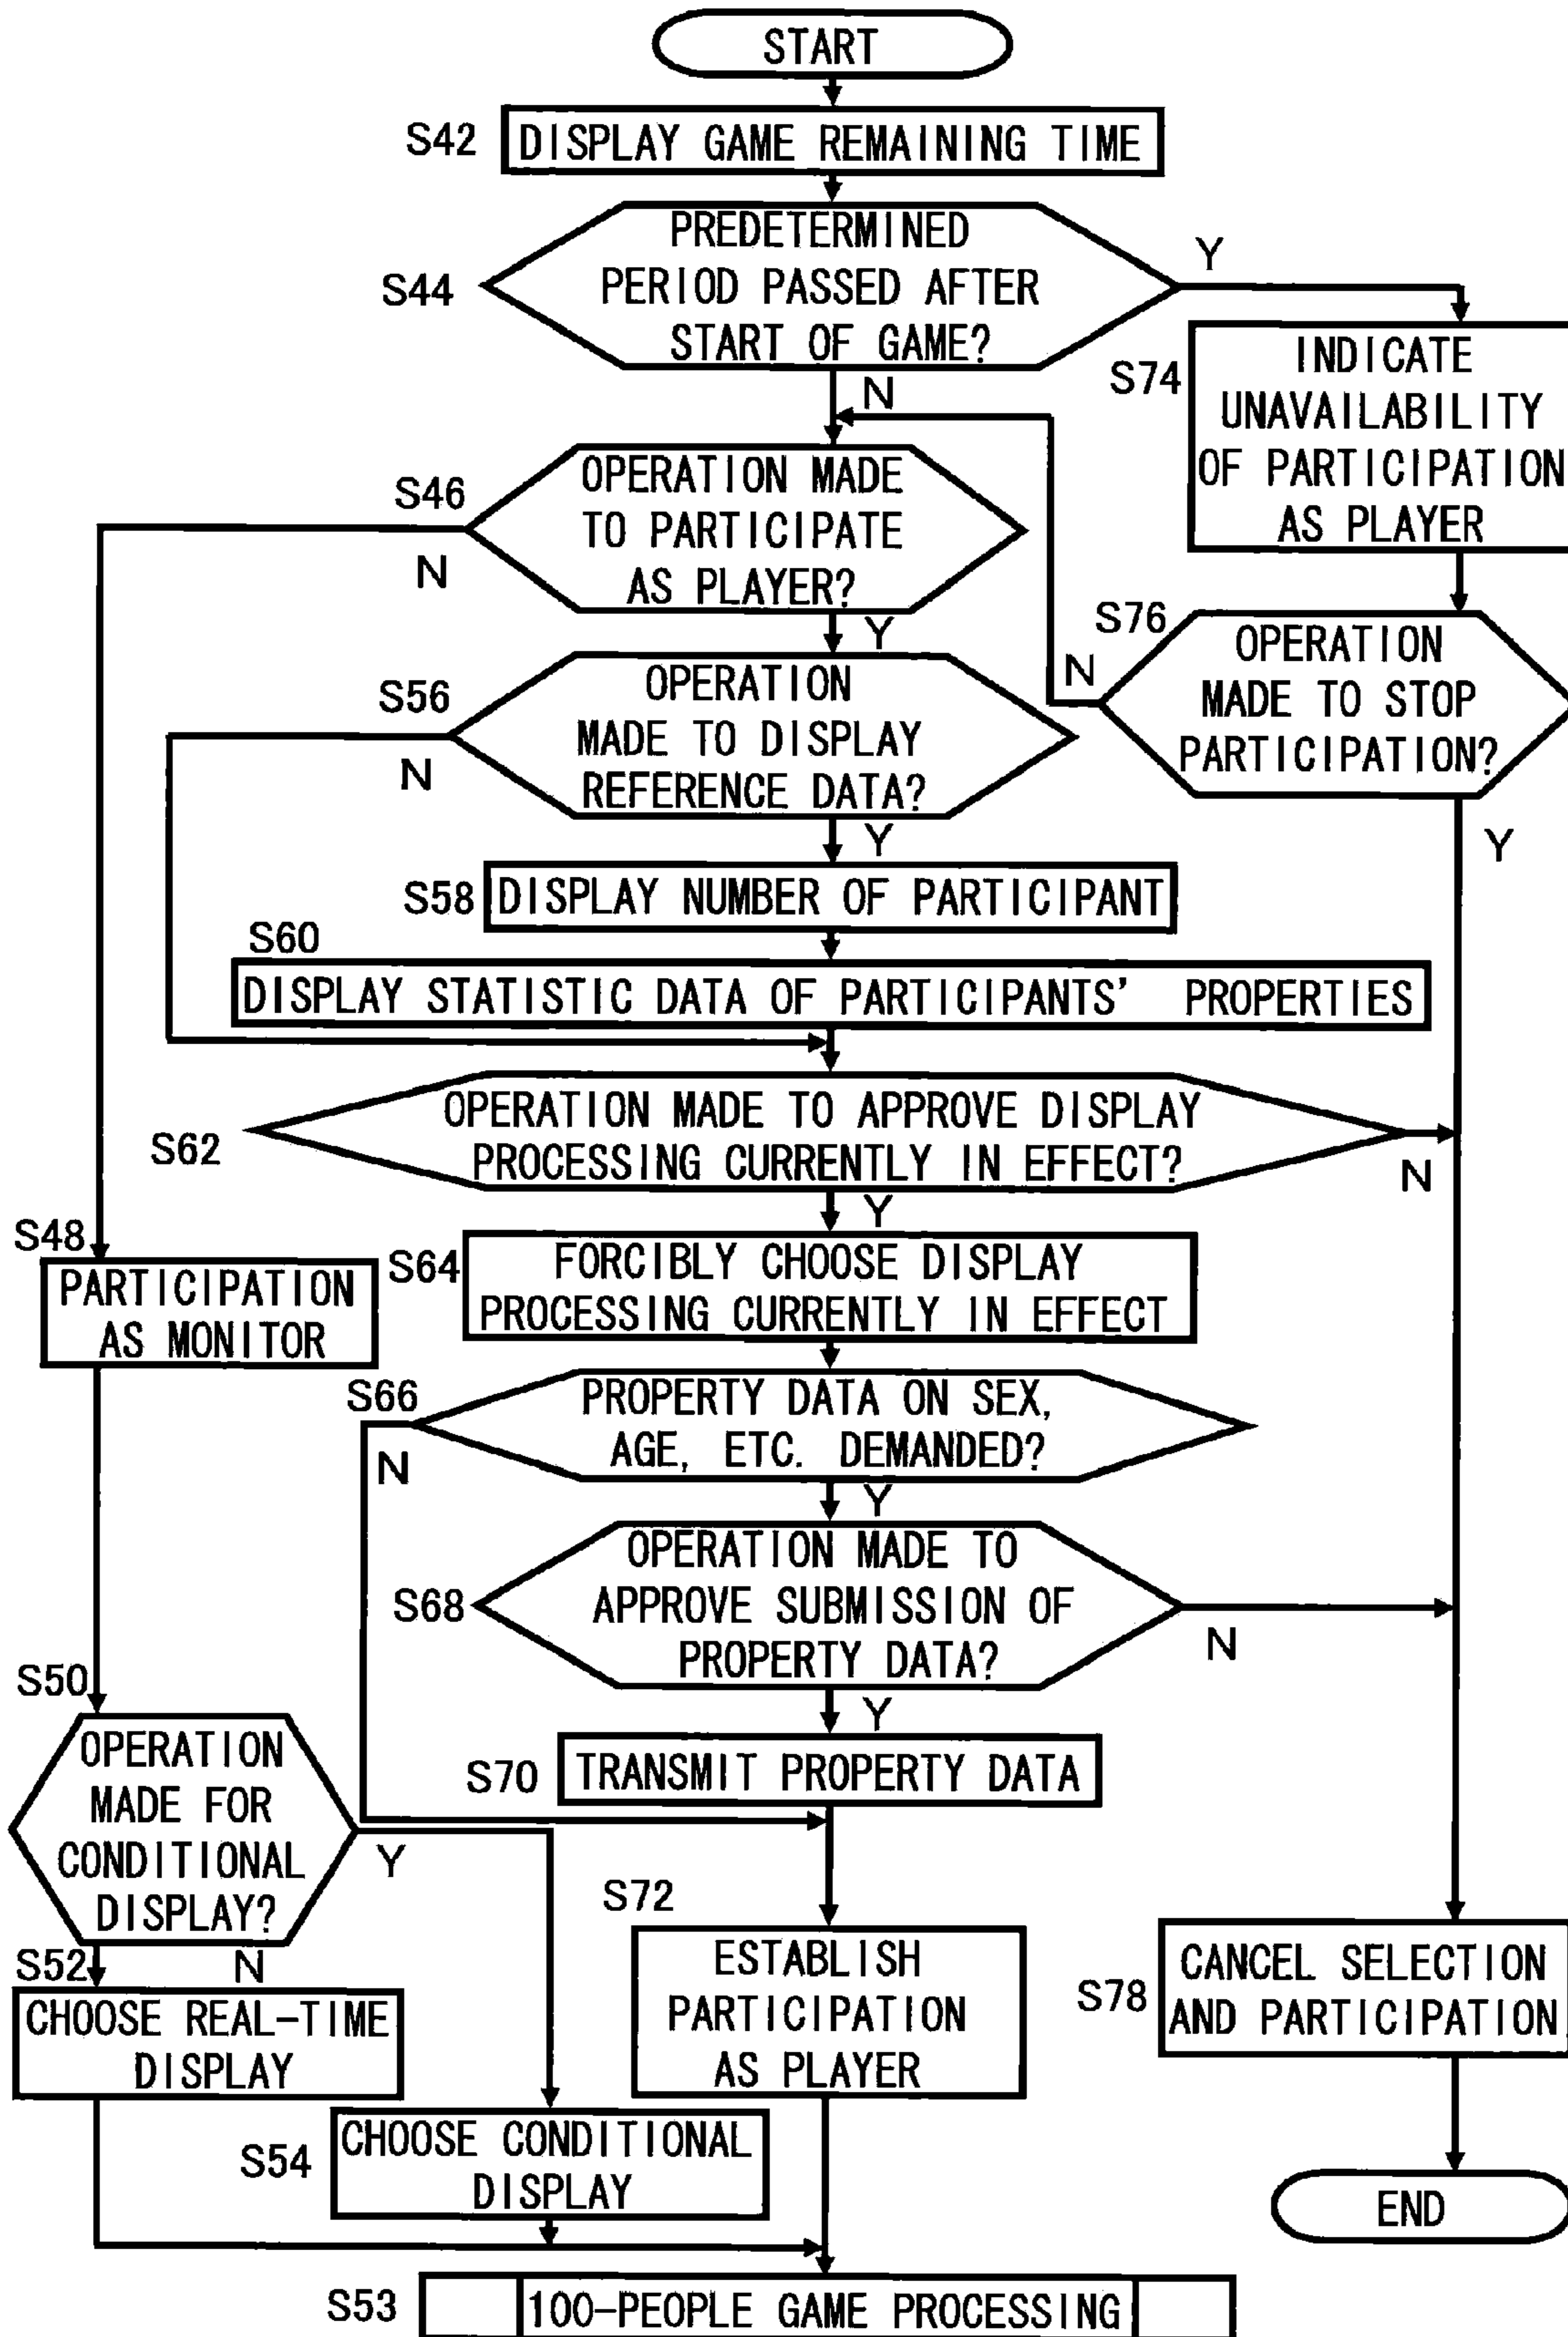 START
S42
DISPLAY GAME REMAINING TIME
PREDETERMINED
PERIOD PASSED AFTER
START OF GAME?
S44
Y
N
INDICATE
UNAVAILABILITY
OF PARTICIPATION
AS PLAYER
S74
S46
OPERATION MADE
TO PARTICIPATE
AS PLAYER?
N
Y
S76
OPERATION
MADE TO STOP
PARTICIPATION?
N
Y
S56
OPERATION
MADE TO DISPLAY
REFERENCE DATA?
N
Y
S58
DISPLAY NUMBER OF PARTICIPANT
S60
DISPLAY STATISTIC DATA OF PARTICIPANTS' PROPERTIES
S62
OPERATION MADE TO APPROVE DISPLAY
PROCESSING CURRENTLY IN EFFECT?
N
Y
S48
PARTICIPATION
AS MONITOR
S64
FORCIBLY CHOOSE DISPLAY
PROCESSING CURRENTLY IN EFFECT
S66
PROPERTY DATA ON SEX,
AGE, ETC. DEMANDED?
N
Y
S68
OPERATION MADE TO
APPROVE SUBMISSION OF
PROPERTY DATA?
N
Y
S50
OPERATION
MADE FOR
CONDITIONAL
DISPLAY?
Y
N
S70
TRANSMIT PROPERTY DATA
S72
ESTABLISH
PARTICIPATION
AS PLAYER
S78
CANCEL SELECTION
AND PARTICIPATION
S52
CHOOSE REAL-TIME
DISPLAY
S54
CHOOSE CONDITIONAL
DISPLAY
END
S53
100-PEOPLE GAME PROCESSING